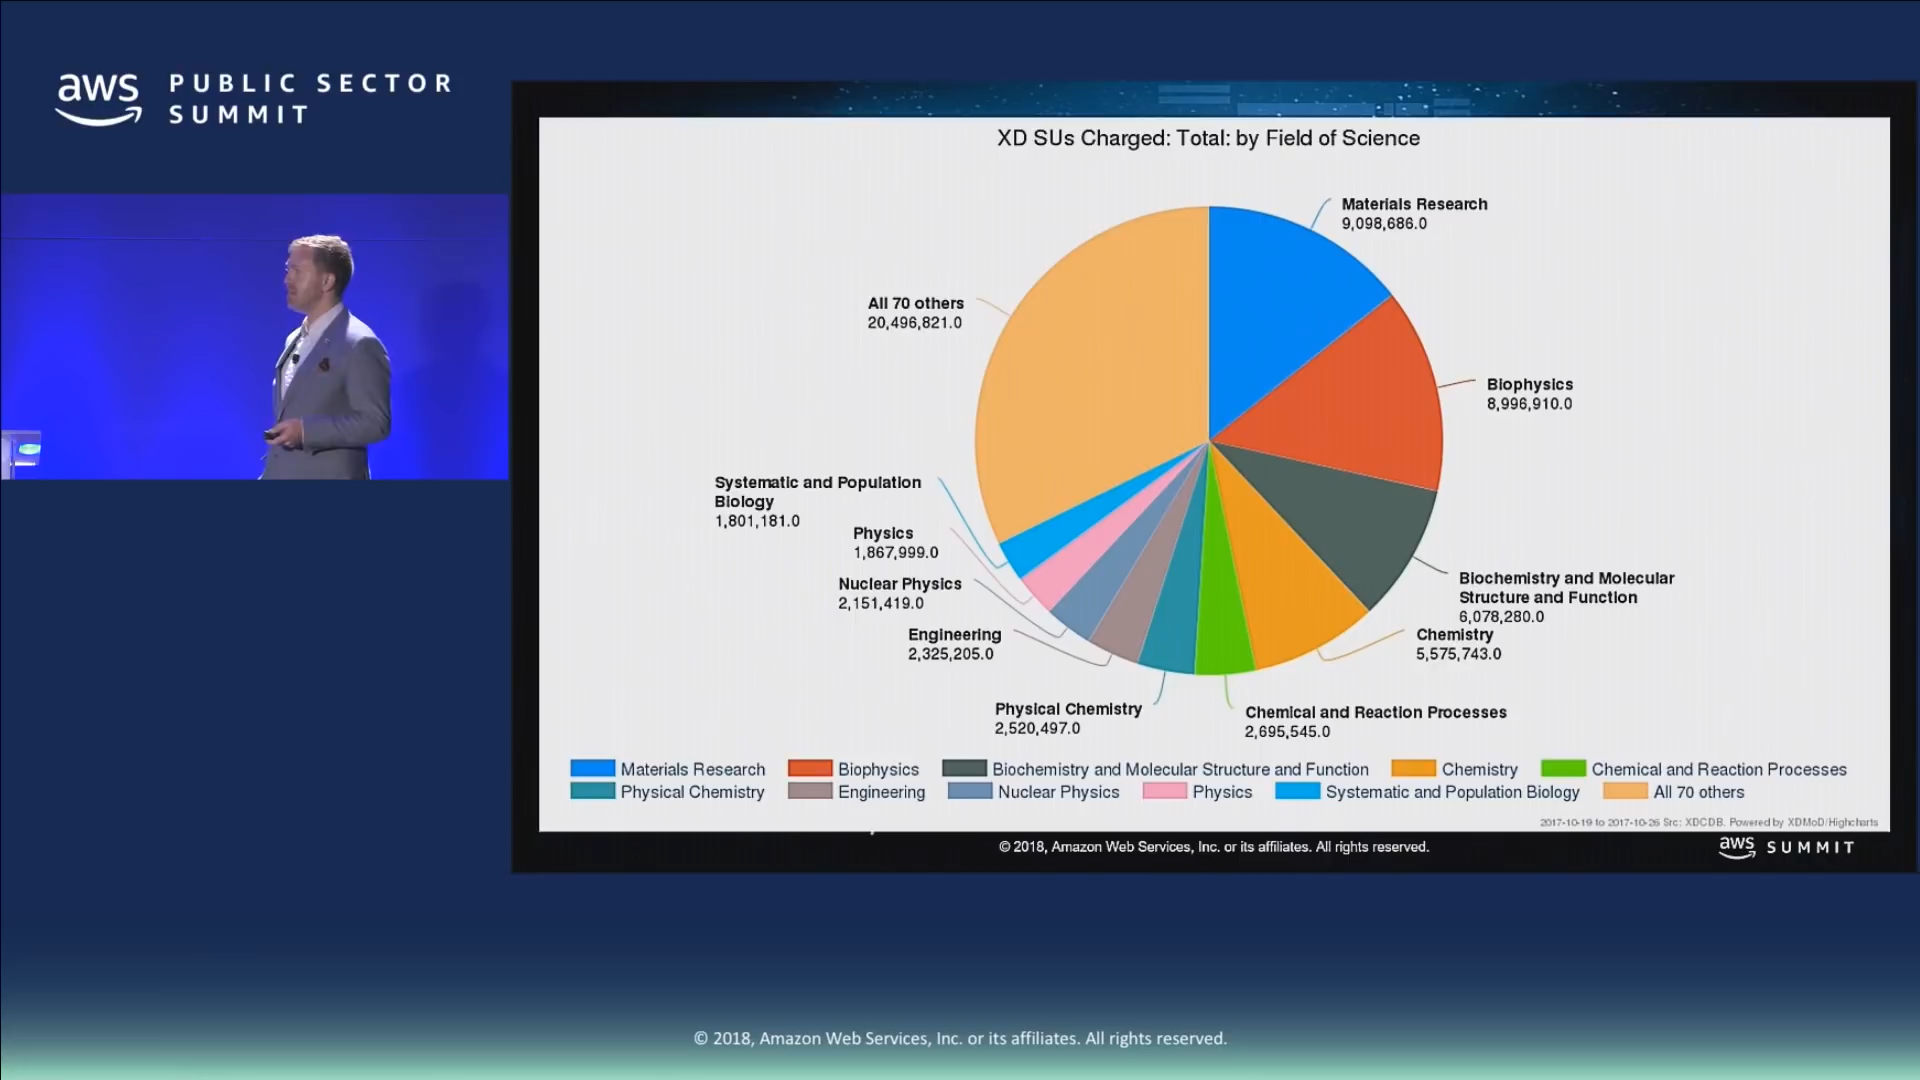 aws PUBLIC SECTOR
SUMMIT
XD SUs Charged: Total: by Field of Science
Materials Research
9,098,686.0
All 70 others
20,496,821.0
Biophysics
8,996,910.0
Systematic and Population
Biology
1,801,181.0
Physics
1,867,999.0
Nuclear Physics
2,151,419.0
Biochemistry and Molecular
Structure and Function
6,078,280.0
Engineering
2,325,205.0
Chemistry
5,575,743.0
Physical Chemistry
2,520,497.0
Chemical and Reaction Processes
2,695,545.0
Materials Research Biophysics Biochemistry and Molecular Structure and Function Chemistry Chemical and Reaction Processes
Physical Chemistry Engineering Nuclear Physics Physics Systematic and Population Biology All 70 others
2017-10-19 to 2017-10-26 Src: XDCDB. Powered by XDMoD/Highcharts
© 2018, Amazon Web Services, Inc. or its affiliates. All rights reserved.
aws SUMMIT
© 2018, Amazon Web Services, Inc. or its affiliates. All rights reserved.